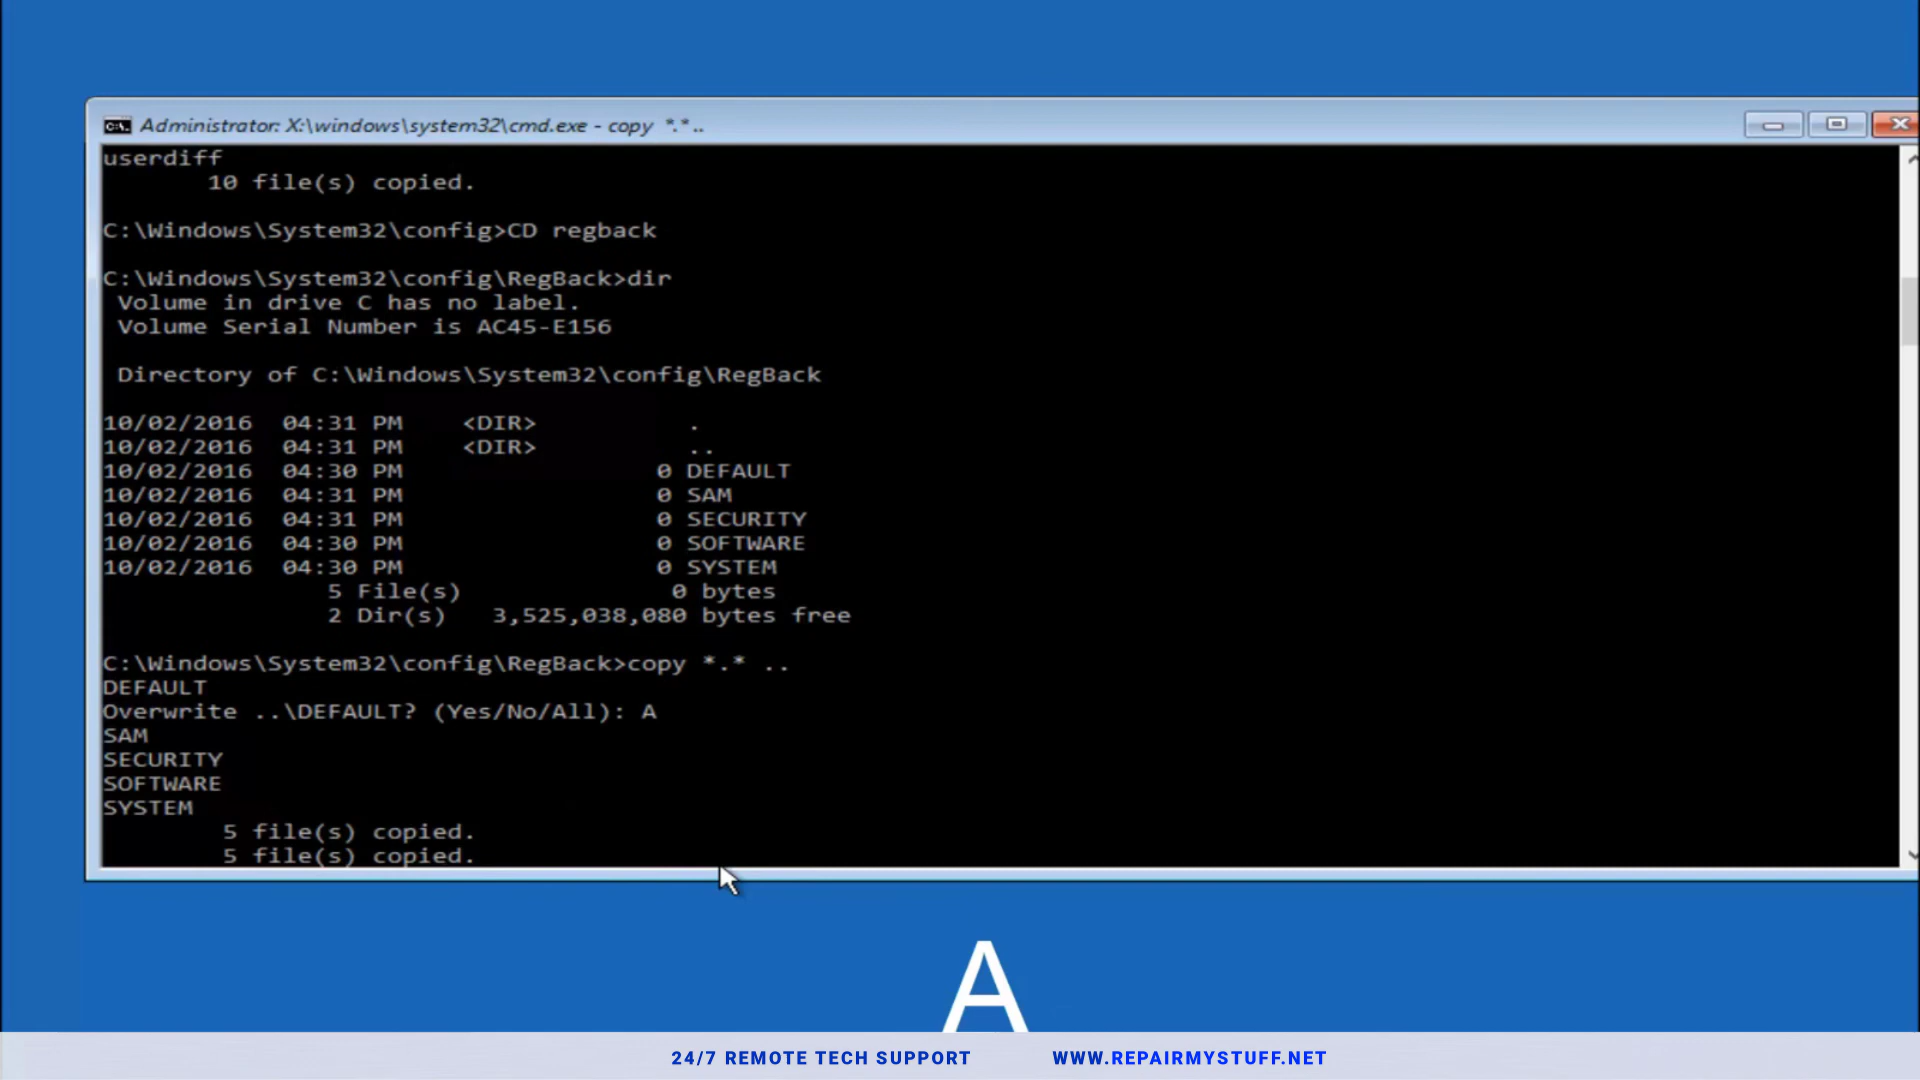 Administrator: X:\windows\system32\cmd.exe - copy *.* ..
userdiff
10 file(s) copied.
C:\Windows\System32\config>CD regback
C:\Windows\System32\config\RegBack>dir
Volume in drive C has no label.
Volume Serial Number is AC45-E156
Directory of C:\Windows\System32\config\RegBack
10/02/2016 04:31 PM <DIR> .
10/02/2016 04:31 PM <DIR> ..
10/02/2016 04:30 PM 0 DEFAULT
10/02/2016 04:31 PM 0 SAM
10/02/2016 04:31 PM 0 SECURITY
10/02/2016 04:30 PM 0 SOFTWARE
10/02/2016 04:30 PM 0 SYSTEM
5 File(s) 0 bytes
2 Dir(s) 3,525,038,080 bytes free
C:\Windows\System32\config\RegBack>copy *.* ..
DEFAULT
Overwrite ..\DEFAULT? (Yes/No/All): A
SAM
SECURITY
SOFTWARE
SYSTEM
5 file(s) copied.
5 file(s) copied.
A
24/7 REMOTE TECH SUPPORT WWW.REPAIRMYSTUFF.NET